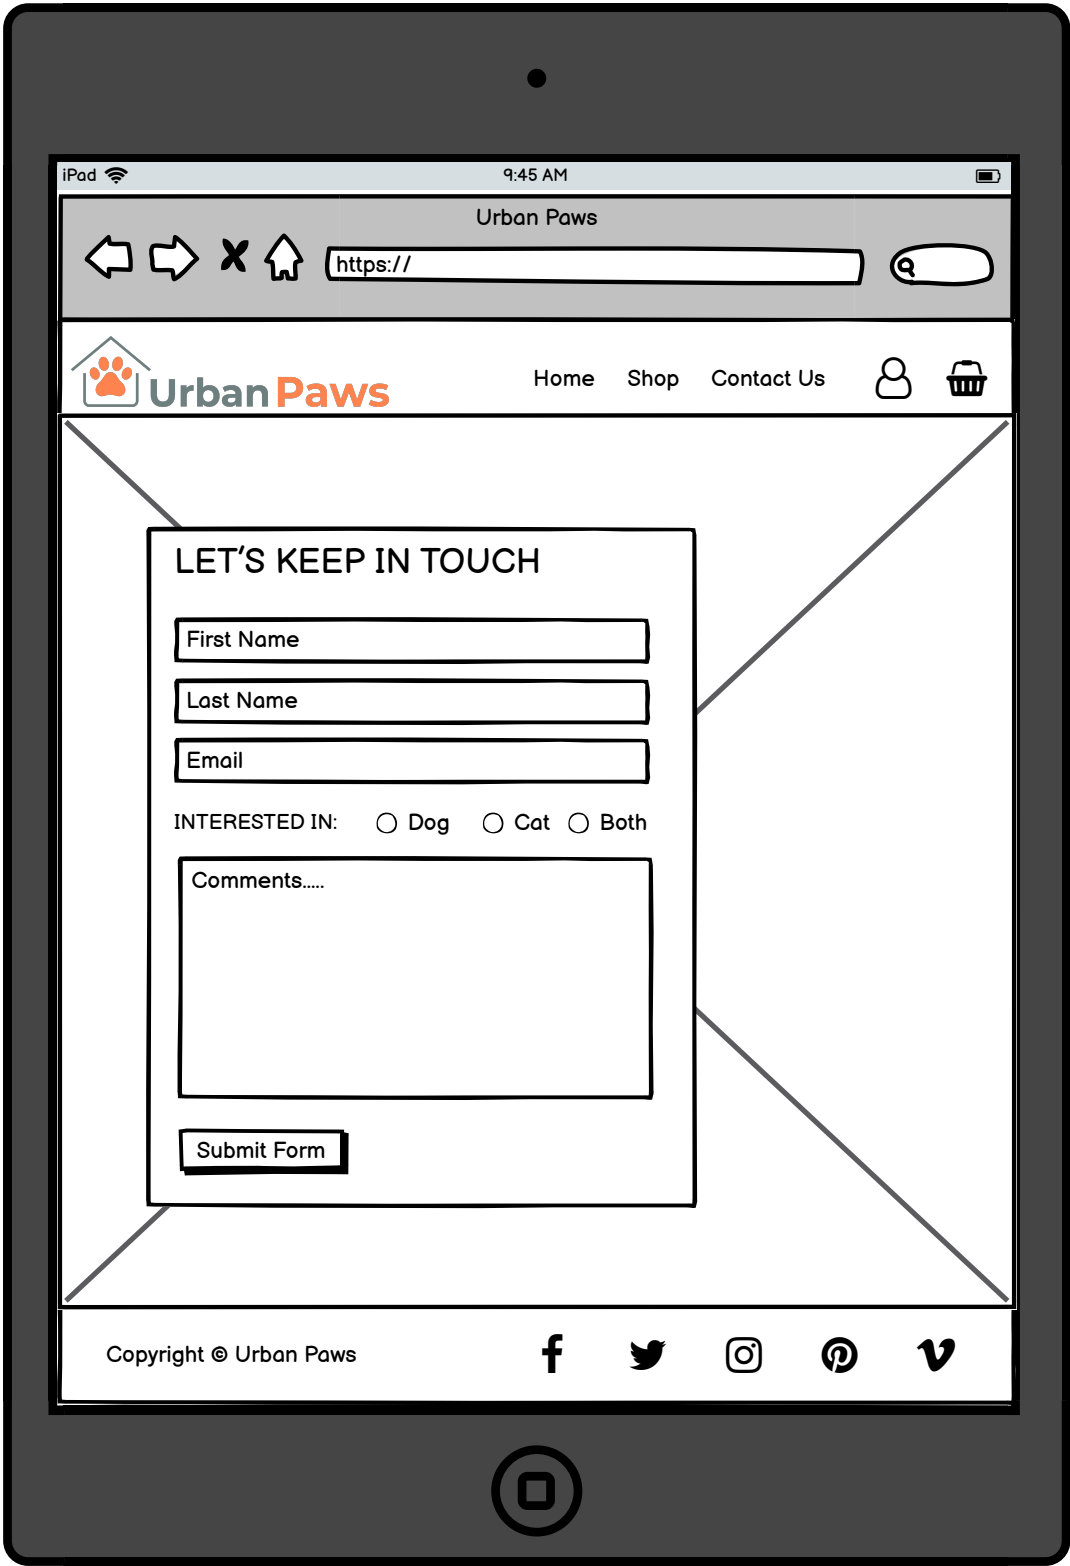 iPad 9:45 AM
Urban Paws
https://
Urban Paws Home Shop Contact Us
LET'S KEEP IN TOUCH
First Name
Last Name
Email
INTERESTED IN: Dog Cat Both
Comments.....
Submit Form
Copyright © Urban Paws